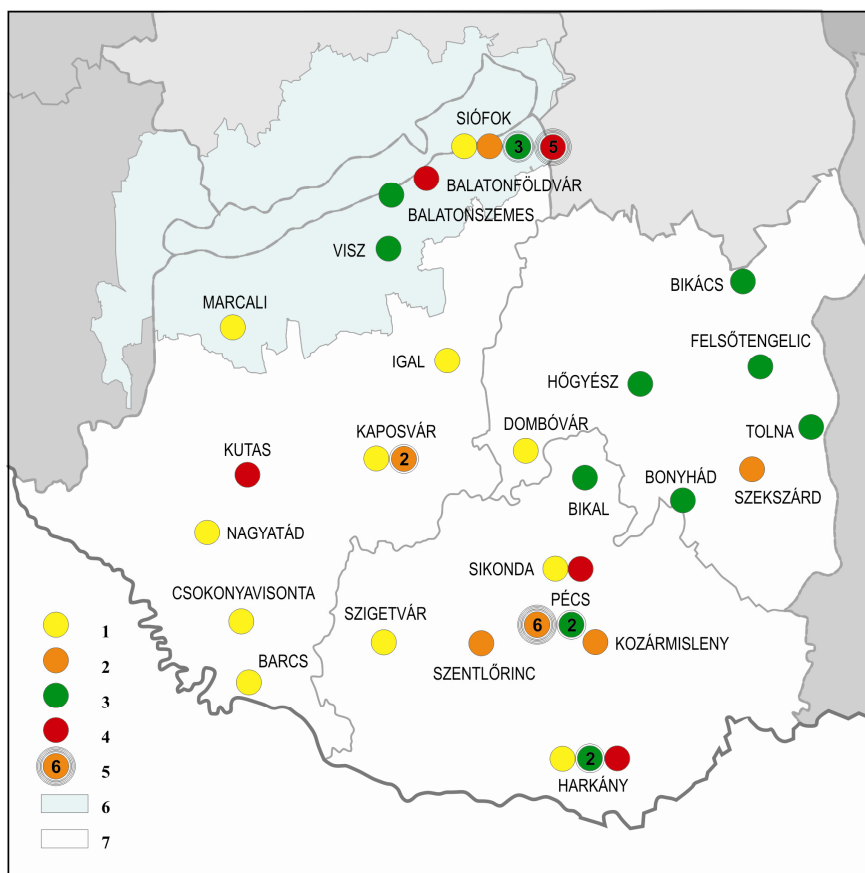 SIÓFOK
3 5
BALATONFÖLDVÁR
BALATONSZEMES
VISZ
BIKÁCS
MARCALI
FELSŐTENGELIC
IGAL
HŐGYÉSZ
DOMBÓVÁR
TOLNA
KAPOSVÁR
2
KUTAS
BONYHÁD
SZEKSZÁRD
BIKAL
NAGYATÁD
SIKONDA
CSOKONYAVISONTA
PÉCS
6 2
SZIGETVÁR
KOZÁRMISLENY
SZENTLŐRINC
BARCS
2
HARKÁNY
1
2
3
4
6 5
6
7